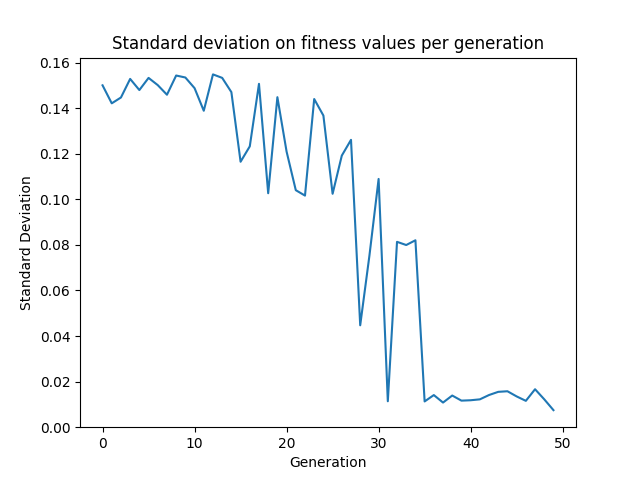 Standard deviation on fitness values per generation
0.16
0.14
0.12
0.10
0.08
0.06
0.04
0.02
0.00
Standard Deviation
0 10 20 30 40 50
Generation